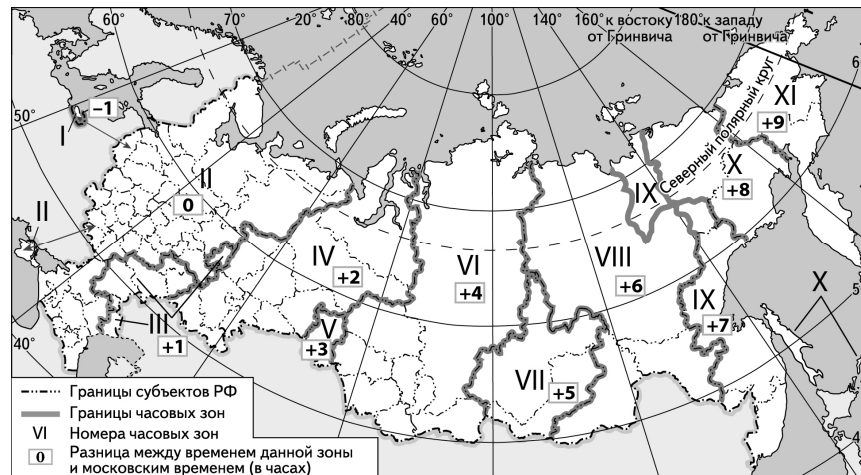 60°
70°
20°
80°
40°
60°
100°
140°
160° к востоку
от Гринвича
180° к западу
от Гринвича
50°
–1
I
II
0
II
Северный полярный круг
XI
+9
X
+8
IX
IV
+2
VI
+4
VIII
+6
III
+1
V
+3
IX
+7
X
VII
+5
40°
Границы субъектов РФ
Границы часовых зон
VI Номера часовых зон
0 Разница между временем данной зоны
и московским временем (в часах)